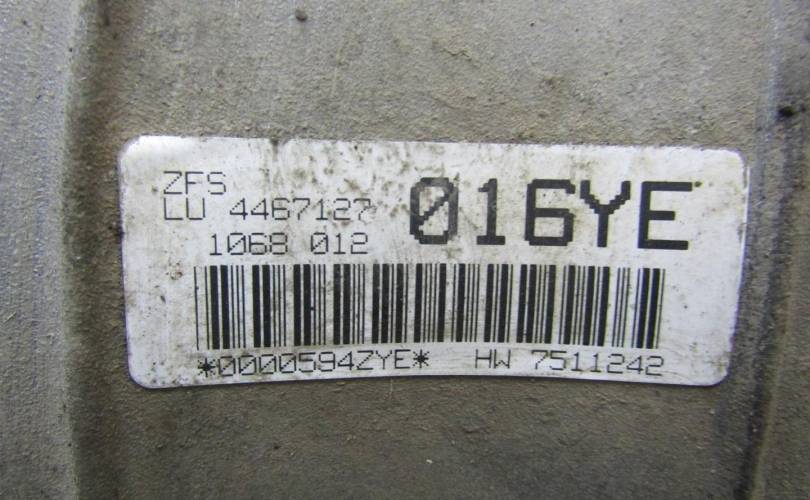 ZFS
LU 4467127
1068 012
016YE
*0000594ZYE* HW 7511242